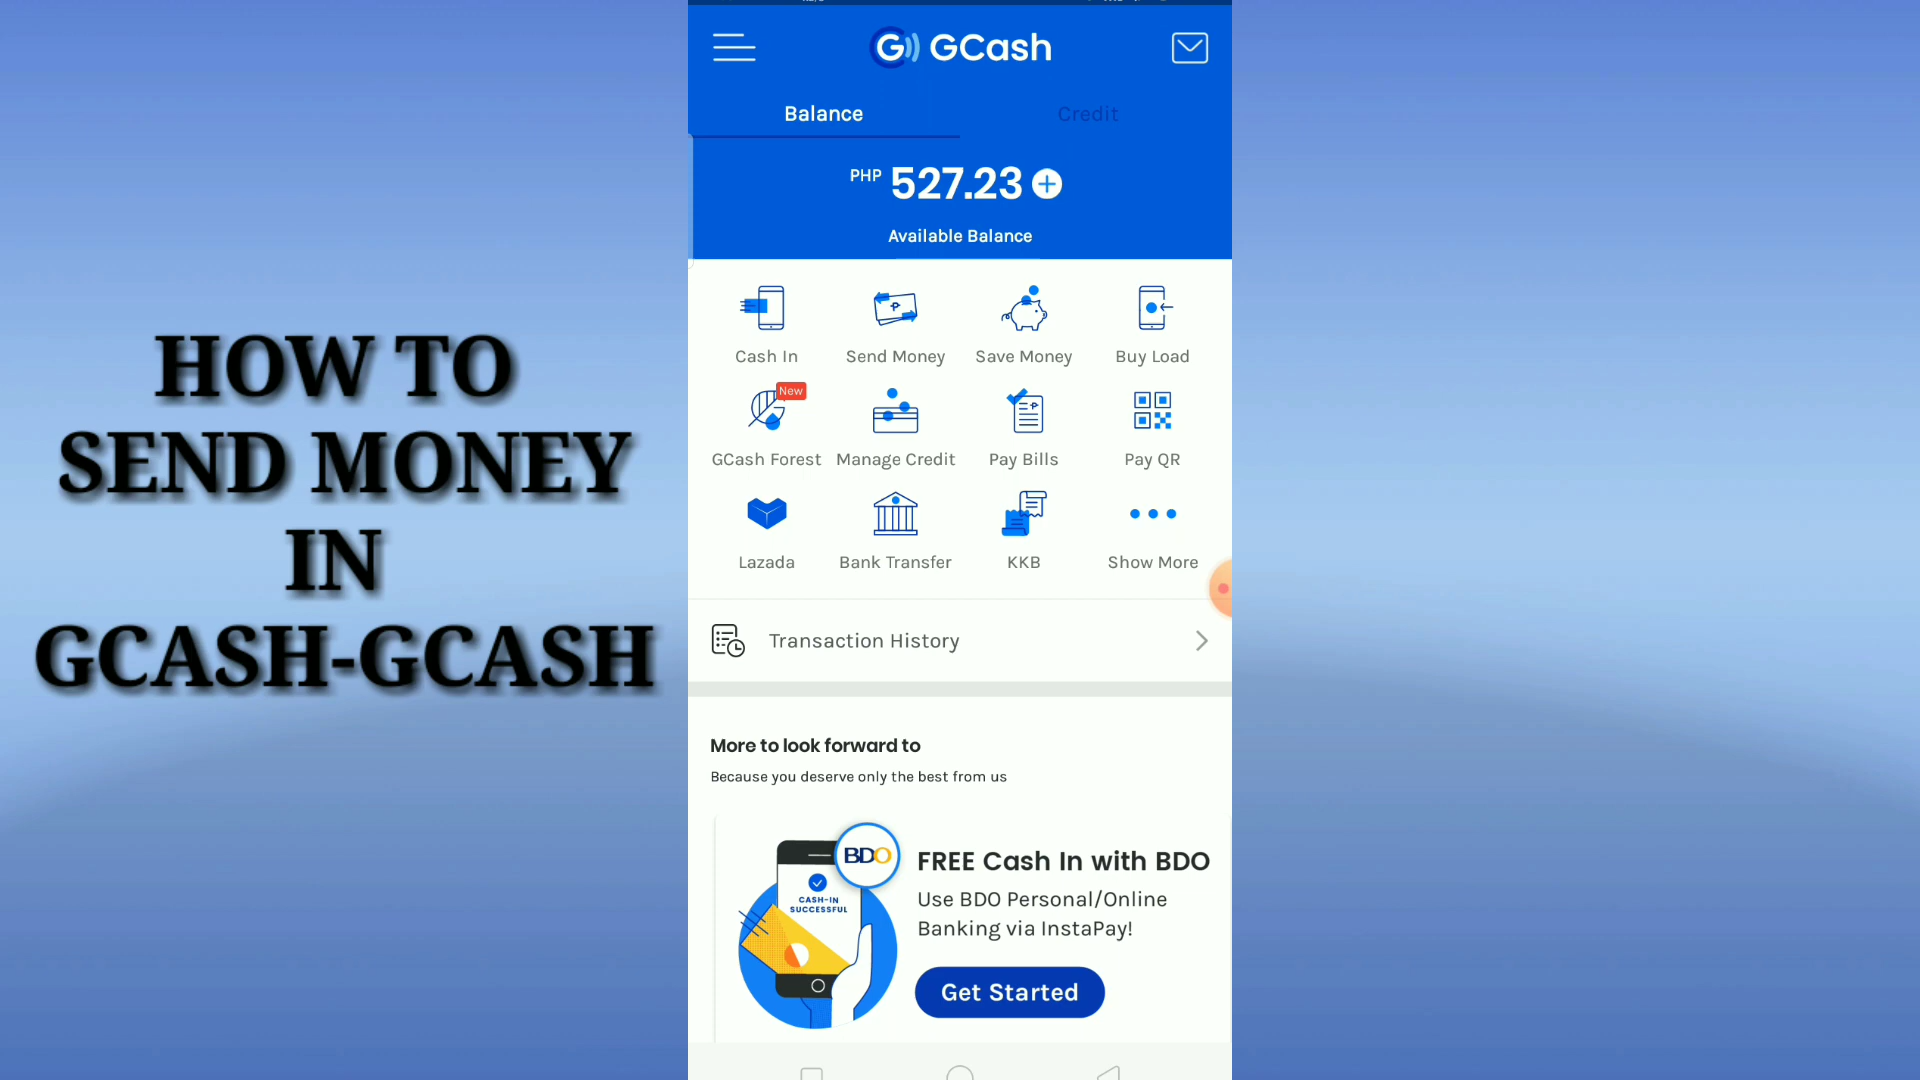 HOW TO
SEND MONEY
IN
GCASH-GCASH
G GCash
Balance
Credit
PHP 527.23
Available Balance
Cash In
Send Money
Save Money
Buy Load
New
GCash Forest
Manage Credit
Pay Bills
Pay QR
Lazada
Bank Transfer
KKB
Show More
Transaction History
More to look forward to
Because you deserve only the best from us
BDO
CASH-IN
SUCCESSFUL
FREE Cash In with BDO
Use BDO Personal/Online
Banking via InstaPay!
Get Started